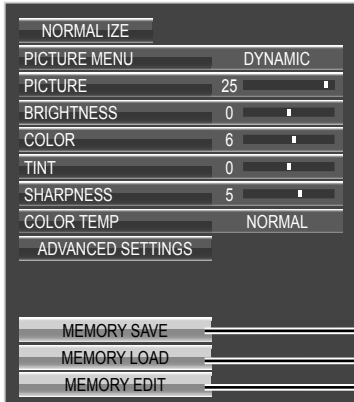 NORMAL IZE
PICTURE MENU DYNAMIC
PICTURE 25
BRIGHTNESS 0
COLOR 6
TINT 0
SHARPNESS 5
COLOR TEMP NORMAL
ADVANCED SETTINGS
MEMORY SAVE
MEMORY LOAD
MEMORY EDIT